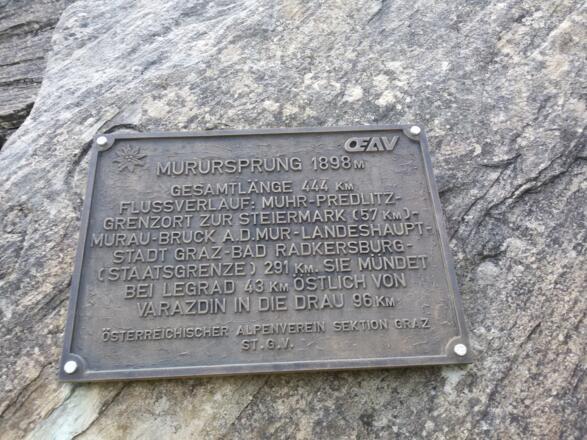 OEAV
MURURSPRUNG 1898 M
GESAMTLÄNGE 444 KM
FLUSSVERLAUF: MUHR-PREDLITZ-
GRENZORT ZUR STEIERMARK (57 KM)-
MURAU-BRUCK A.D.MUR-LANDESHAUPT-
STADT GRAZ-BAD RADKERSBURG-
(STAATSGRENZE) 291 KM. SIE MÜNDET
BEI LEGRAD 43 KM ÖSTLICH VON
VARAZDIN IN DIE DRAU 96 KM
ÖSTERREICHISCHER ALPENVEREIN SEKTION GRAZ
ST.G.V.